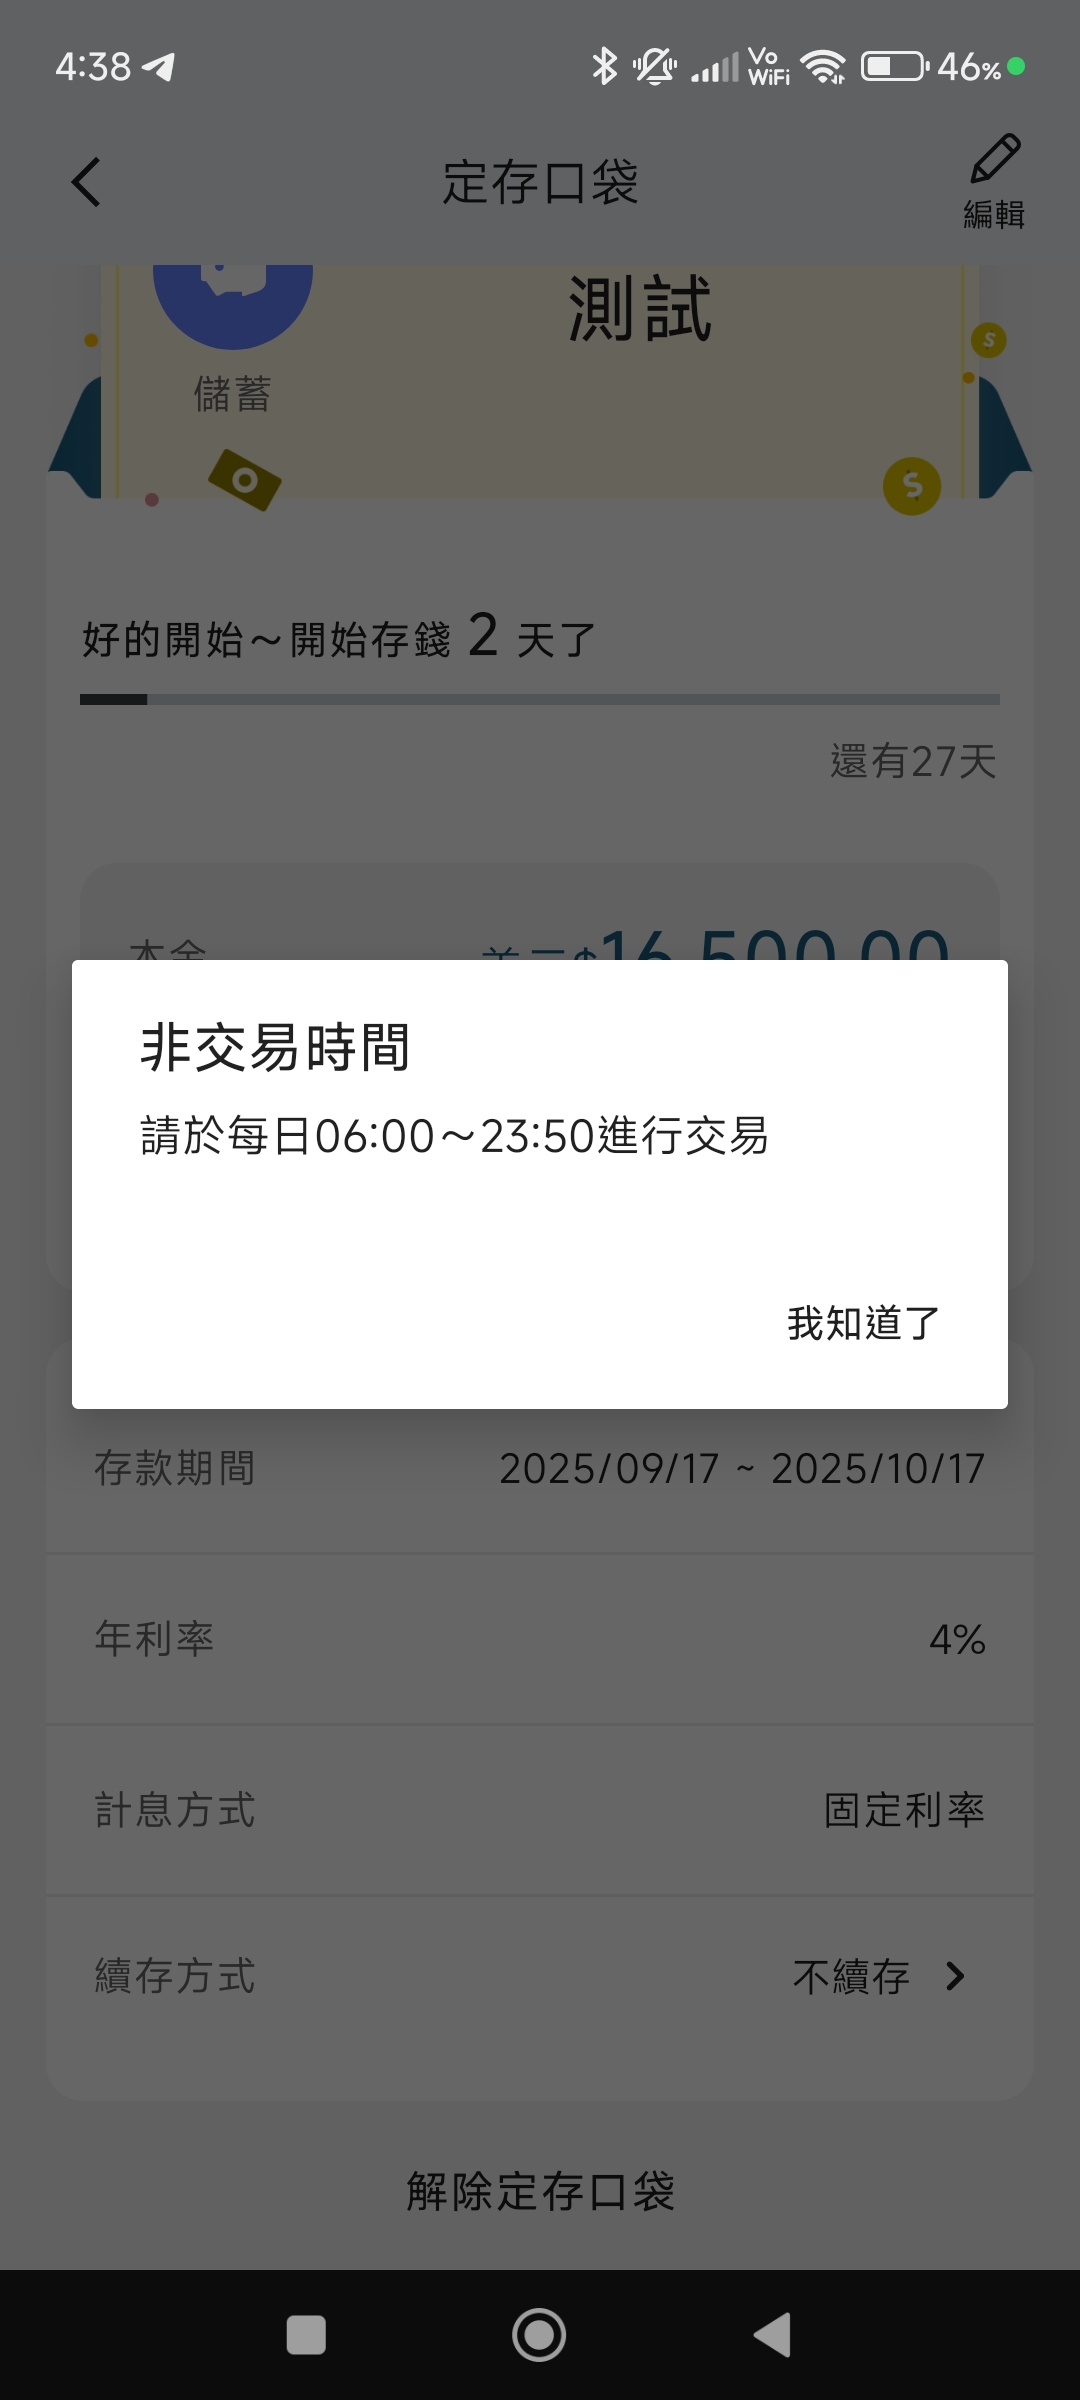 4:38
Vo
WiFi
46%
定存口袋
編輯
測試
儲蓄
好的開始～開始存錢 2 天了
還有27天
本金 美元$16,500.00
非交易時間
請於每日06:00～23:50進行交易
我知道了
存款期間 2025/09/17 ~ 2025/10/17
年利率 4%
計息方式 固定利率
續存方式 不續存
解除定存口袋